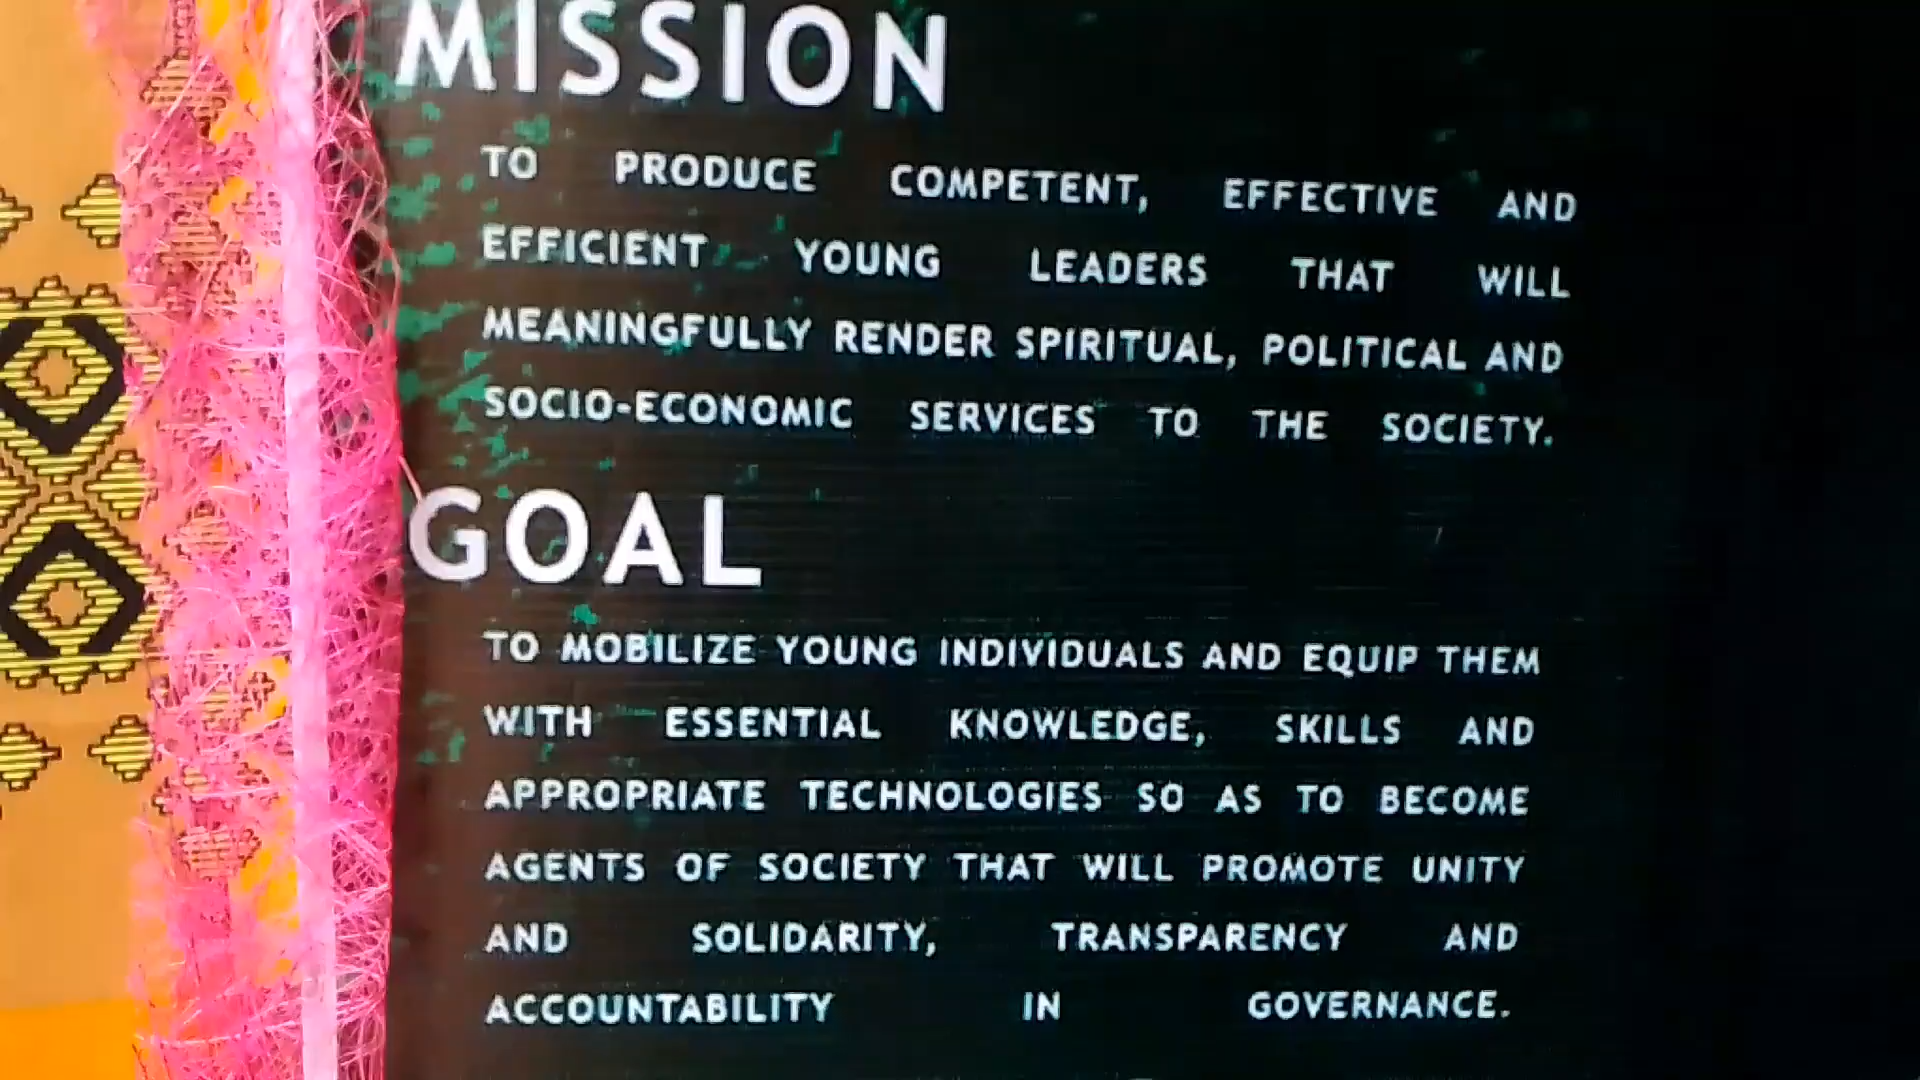 MISSION
TO PRODUCE COMPETENT, EFFECTIVE AND
EFFICIENT YOUNG LEADERS THAT WILL
MEANINGFULLY RENDER SPIRITUAL, POLITICAL AND
SOCIO-ECONOMIC SERVICES TO THE SOCIETY.
GOAL
TO MOBILIZE YOUNG INDIVIDUALS AND EQUIP THEM
WITH ESSENTIAL KNOWLEDGE, SKILLS AND
APPROPRIATE TECHNOLOGIES SO AS TO BECOME
AGENTS OF SOCIETY THAT WILL PROMOTE UNITY
AND SOLIDARITY, TRANSPARENCY AND
ACCOUNTABILITY IN GOVERNANCE.